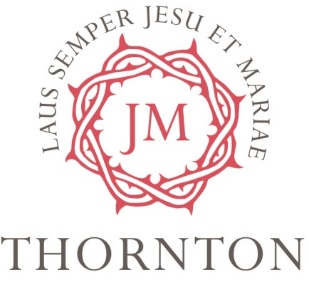 LAUS SEMPER JESU ET MARIAE
JM
THORNTON